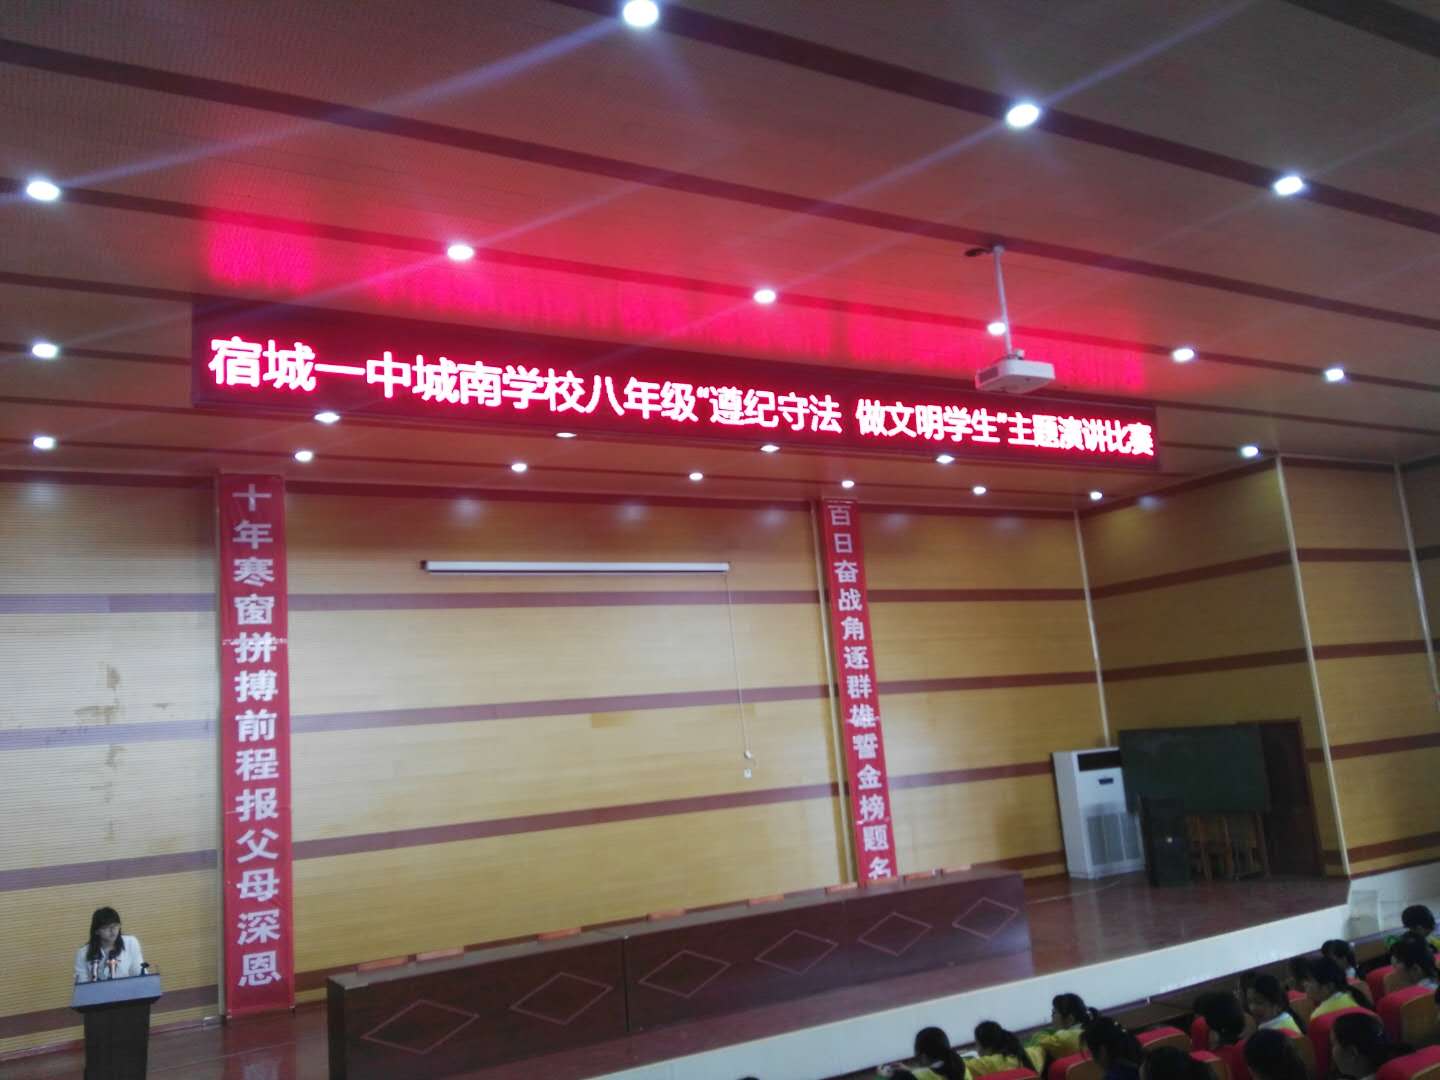 宿城一中城南学校八年级“遵纪守法 做文明学生”主题演讲比赛
十年寒窗拼搏前程报父母深恩
百日奋战角逐群雄誓金榜题名